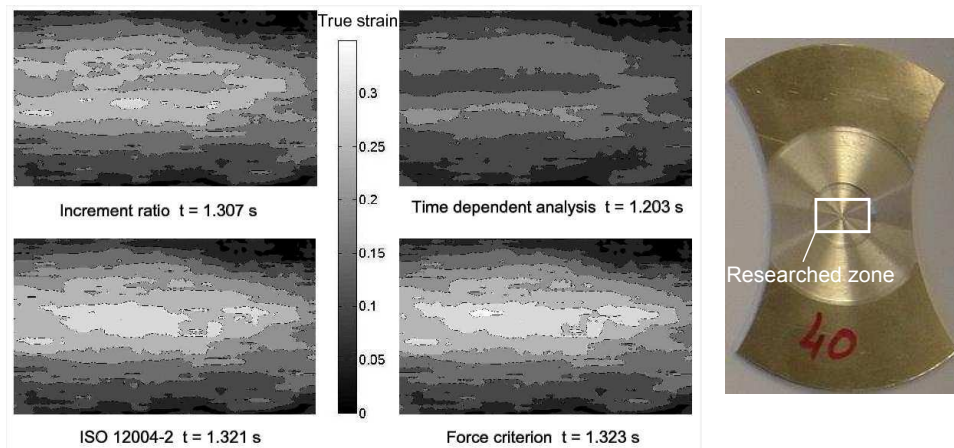 True strain
0.3
0.25
0.2
0.15
0.1
0.05
0
Increment ratio t = 1.307 s
Time dependent analysis t = 1.203 s
ISO 12004-2 t = 1.321 s
Force criterion t = 1.323 s
Researched zone
40